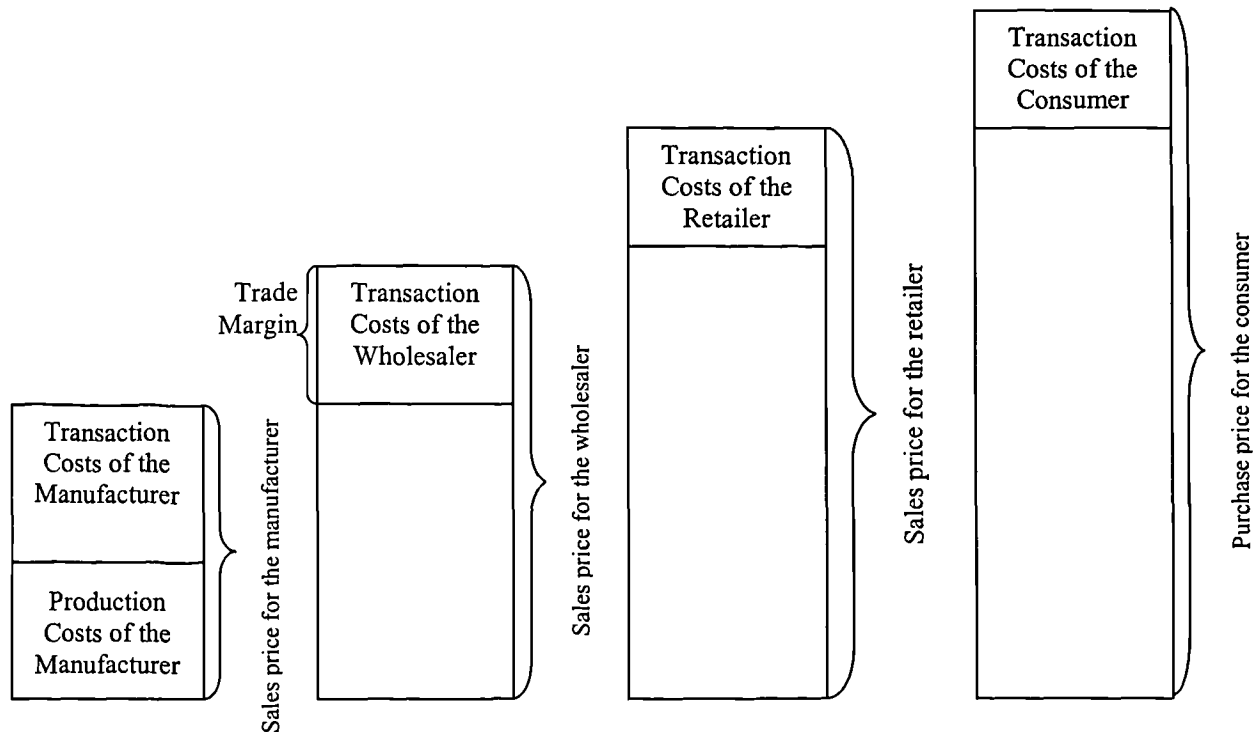 Transaction
Costs of the
Manufacturer
Production
Costs of the
Manufacturer
Sales price for the manufacturer
Trade
Margin
Transaction
Costs of the
Wholesaler
Sales price for the wholesaler
Transaction
Costs of the
Retailer
Sales price for the retailer
Transaction
Costs of the
Consumer
Purchase price for the consumer